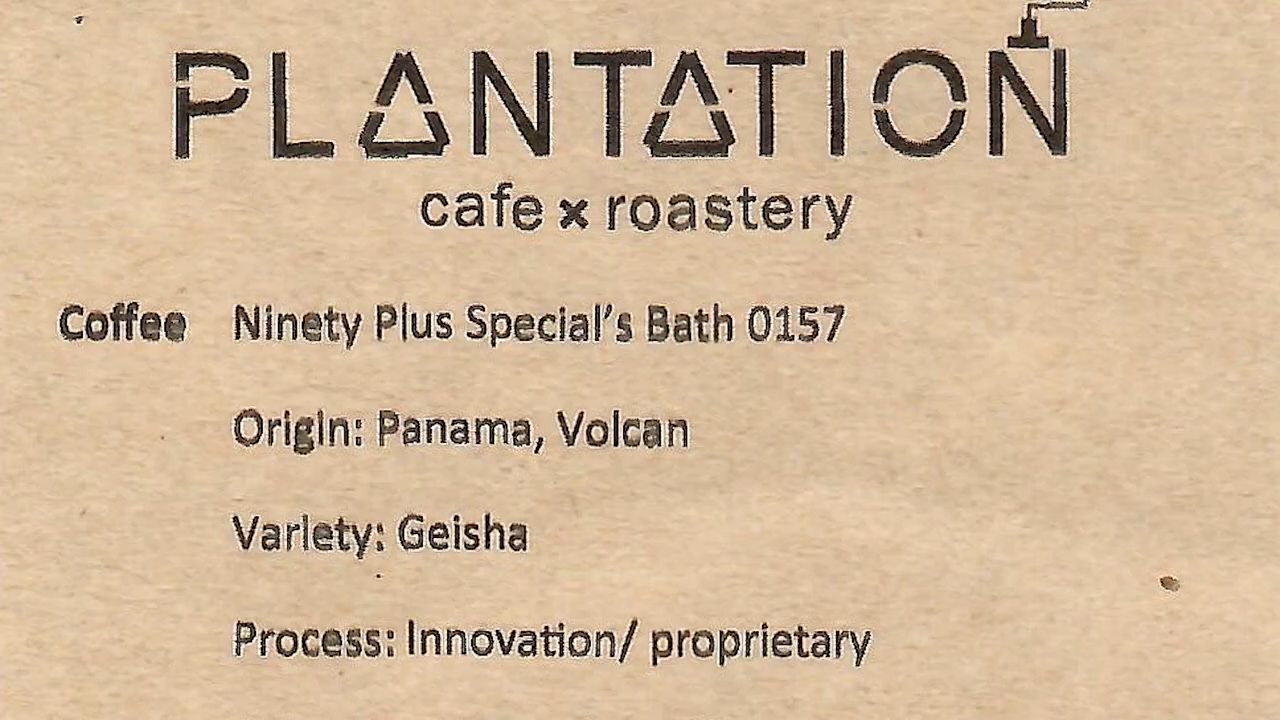 PLANTATION
cafe x roastery
Coffee Ninety Plus Special's Bath 0157
Origin: Panama, Volcan
Variety: Geisha
Process: Innovation/ proprietary